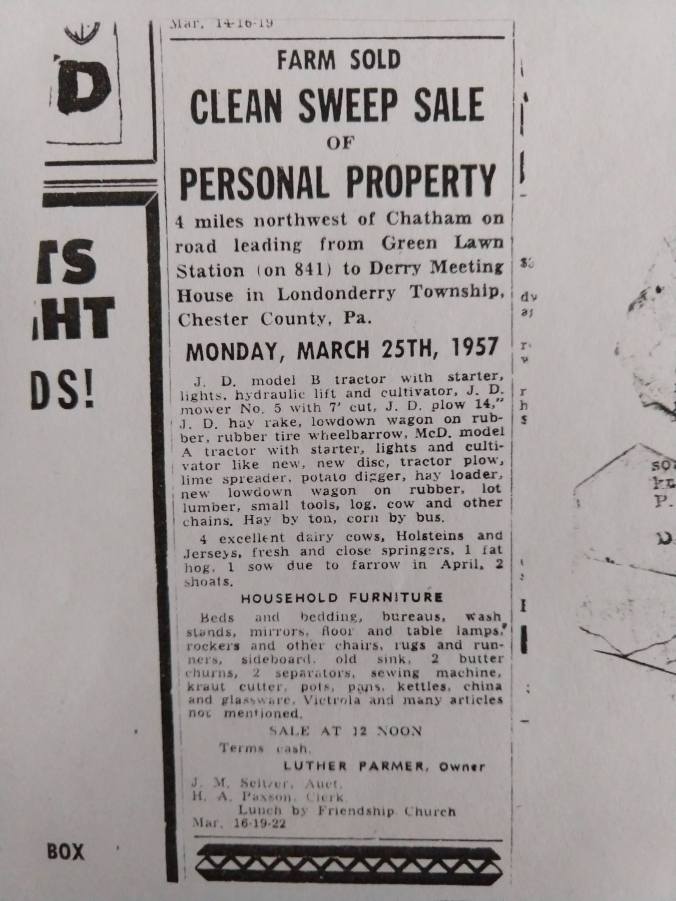 Mar. 14-16-19
FARM SOLD
CLEAN SWEEP SALE
OF
PERSONAL PROPERTY
4 miles northwest of Chatham on
road leading from Green Lawn
Station (on 841) to Derry Meeting
House in Londonderry Township,
Chester County, Pa.
MONDAY, MARCH 25TH, 1957
J. D. model B tractor with starter,
lights, hydraulic lift and cultivator, J. D.
mower No. 5 with 7' cut, J. D. plow 14,"
J. D. hay rake, lowdown wagon on rub-
ber, rubber tire wheelbarrow, McD. model
A tractor with starter, lights and culti-
vator like new, new disc, tractor plow,
lime spreader, potato digger, hay loader,
new lowdown wagon on rubber, lot
lumber, small tools, log, cow and other
chains. Hay by ton, corn by bus.
4 excellent dairy cows, Holsteins and
Jerseys, fresh and close springers, 1 fat
hog, 1 sow due to farrow in April, 2
shoats.
HOUSEHOLD FURNITURE
Beds and bedding, bureaus, wash
stands, mirrors, floor and table lamps,
rockers and other chairs, rugs and run-
ners, sideboard, old sink, 2 butter
churns, 2 separators, sewing machine,
kraut cutter, pots, pans, kettles, china
and glassware, Victrola and many articles
not mentioned.
SALE AT 12 NOON
Terms cash.
LUTHER PARMER, Owner
J. M. Seitzer, Auct.
H. A. Paxson, Clerk
Lunch by Friendship Church
Mar. 16-19-22
D
TS
HT
DS!
BOX
P.